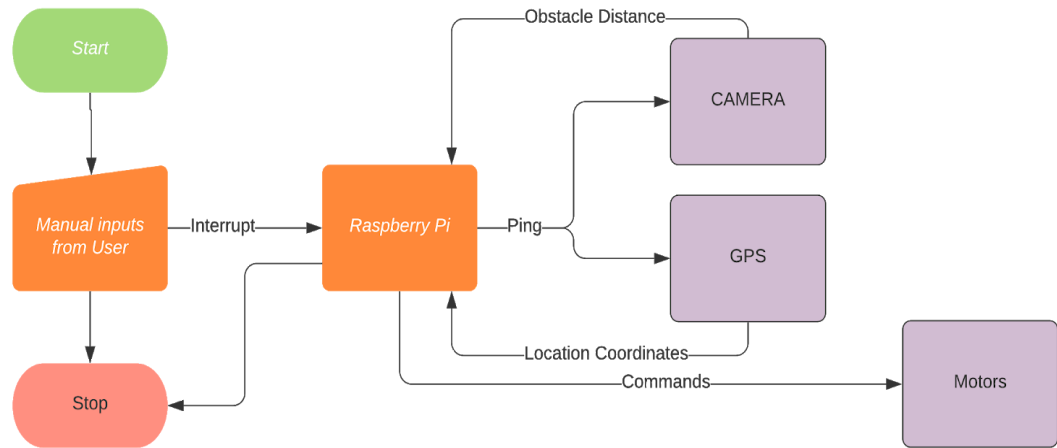 Obstacle Distance
Start
CAMERA
Manual inputs
from User
Interrupt
Raspberry Pi
Ping
GPS
Location Coordinates
Commands
Motors
Stop